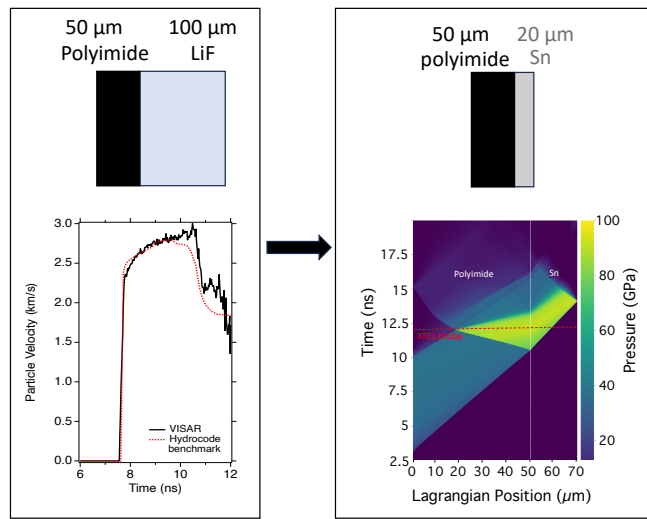 50 μm 100 μm
Polyimide LiF
3.0
2.5
2.0
1.5
1.0
0.5
0.0
Particle Velocity (km/s)
VISAR
Hydrocode
benchmark
6 8 10 12
Time (ns)
50 μm 20 μm
polyimide Sn
17.5
15
12.5
10
7.5
5.0
2.5
Time (ns)
Polyimide
Sn
0 10 20 30 40 50 60 70
Lagrangian Position (μm)
100
80
60
40
20
Pressure (GPa)